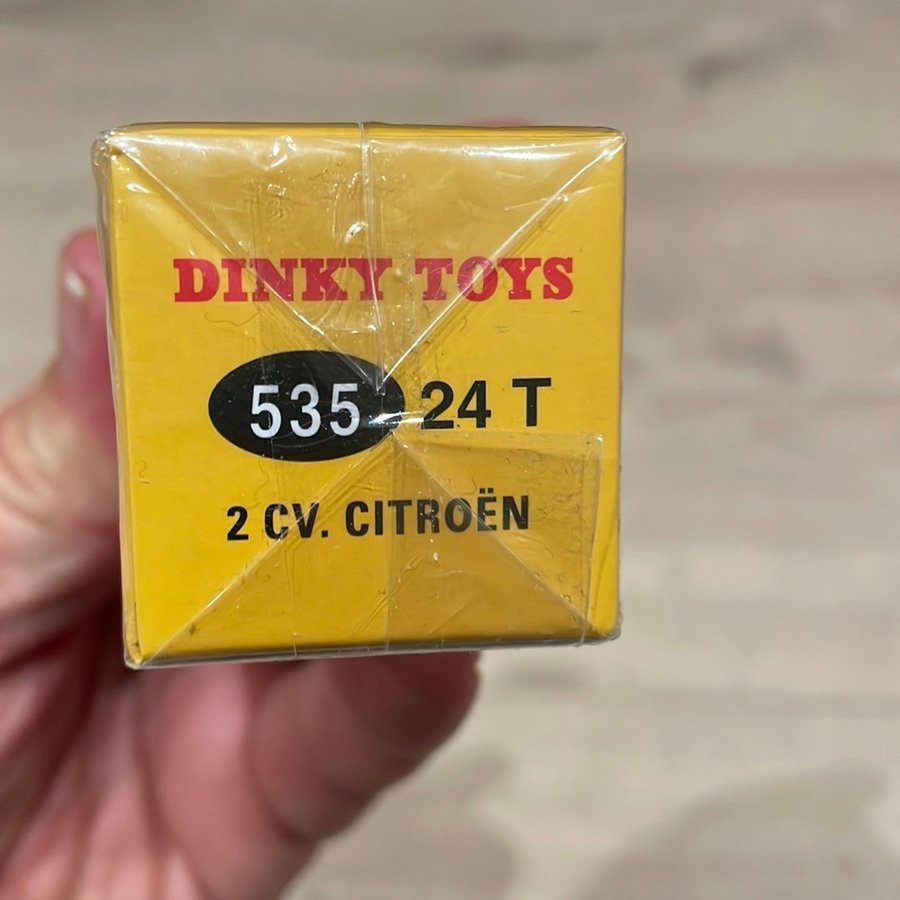 DINKY TOYS
535 24 T
2 CV. CITROËN